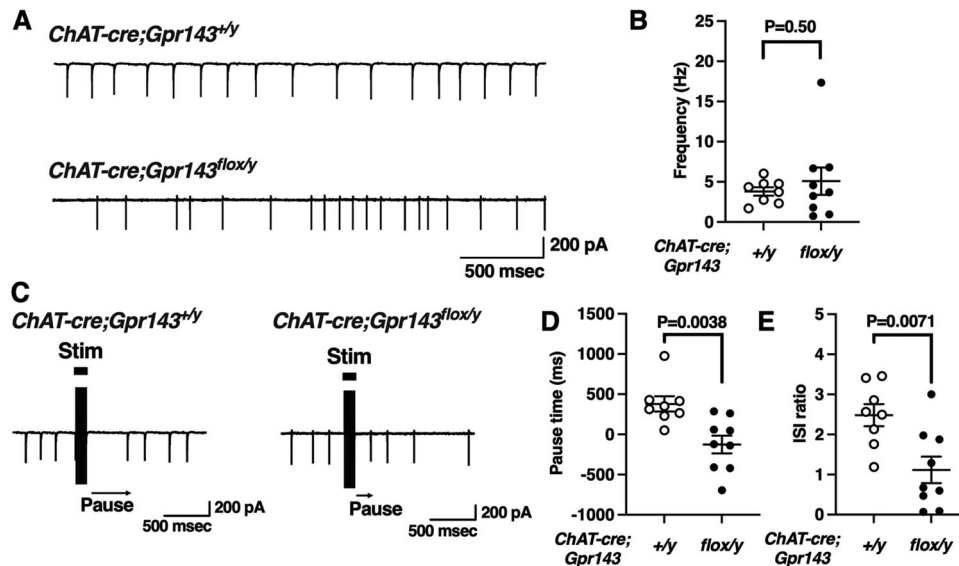 A
ChAT-cre;Gpr143+/y
ChAT-cre;Gpr143flox/y
200 pA
500 msec
B
P=0.50
Frequency (Hz)
25
20
15
10
5
0
ChAT-cre;
Gpr143
+/y
flox/y
C
ChAT-cre;Gpr143+/y
Stim
Pause
200 pA
500 msec
ChAT-cre;Gpr143flox/y
Stim
Pause
200 pA
500 msec
D
P=0.0038
Pause time (ms)
1000
500
0
-500
-1000
ChAT-cre;
Gpr143
+/y
flox/y
E
P=0.0071
ISI ratio
5
4
3
2
1
0
ChAT-cre;
Gpr143
+/y
flox/y